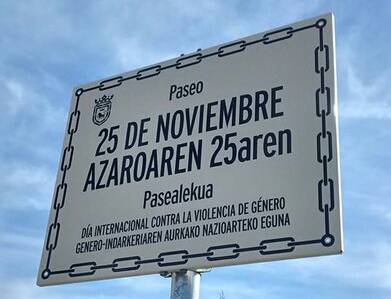 Paseo
25 DE NOVIEMBRE
AZAROAREN 25aren
Pasealekua
DÍA INTERNACIONAL CONTRA LA VIOLENCIA DE GÉNERO
GENERO-INDARKERIAREN AURKAKO NAZIOARTEKO EGUNA